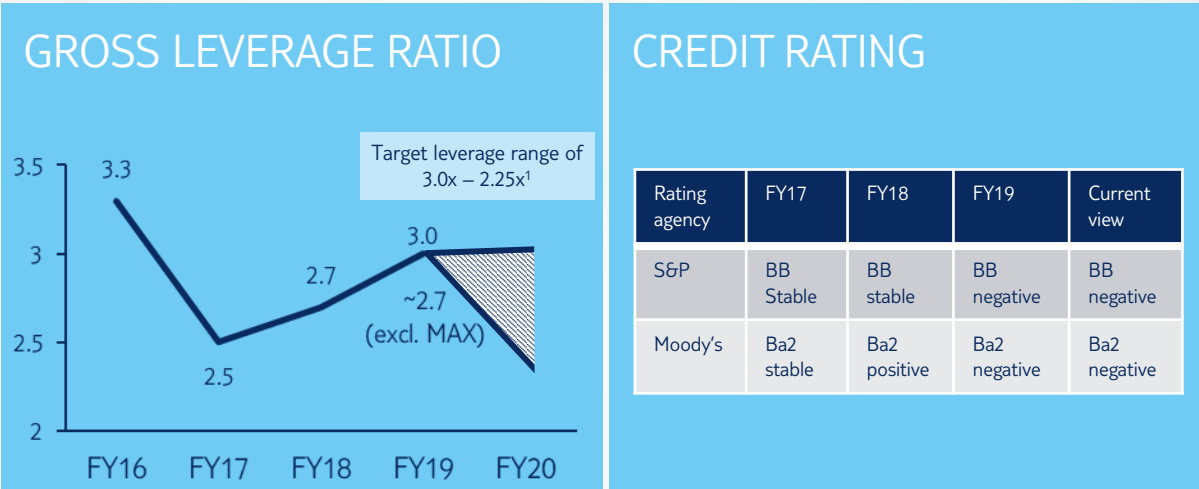 GROSS LEVERAGE RATIO
Target leverage range of
3.0x – 2.25x¹
3.5
3
2.5
2
3.3
2.5
2.7
3.0
~2.7
(excl. MAX)
FY16 FY17 FY18 FY19 FY20
CREDIT RATING
Rating agency FY17 FY18 FY19 Current view
S&P BB Stable BB stable BB negative BB negative
Moody's Ba2 stable Ba2 positive Ba2 negative Ba2 negative